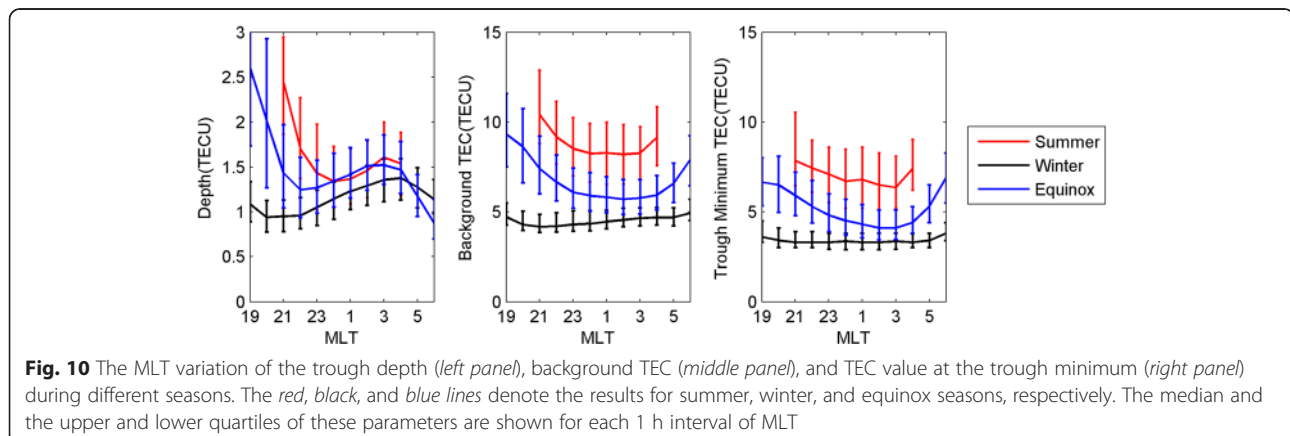 3
2.5
2
1.5
1
0.5
0
Depth(TECU)
19 21 23 1 3 5
MLT
15
10
5
0
Background TEC(TECU)
19 21 23 1 3 5
MLT
15
10
5
0
Trough Minimum TEC(TECU)
19 21 23 1 3 5
MLT
Summer
Winter
Equinox
Fig. 10 The MLT variation of the trough depth (left panel), background TEC (middle panel), and TEC value at the trough minimum (right panel)
during different seasons. The red, black, and blue lines denote the results for summer, winter, and equinox seasons, respectively. The median and
the upper and lower quartiles of these parameters are shown for each 1 h interval of MLT